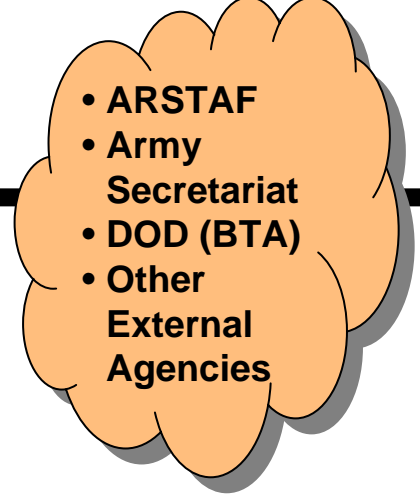 • ARSTAF
• Army
Secretariat
• DOD (BTA)
• Other
External
Agencies